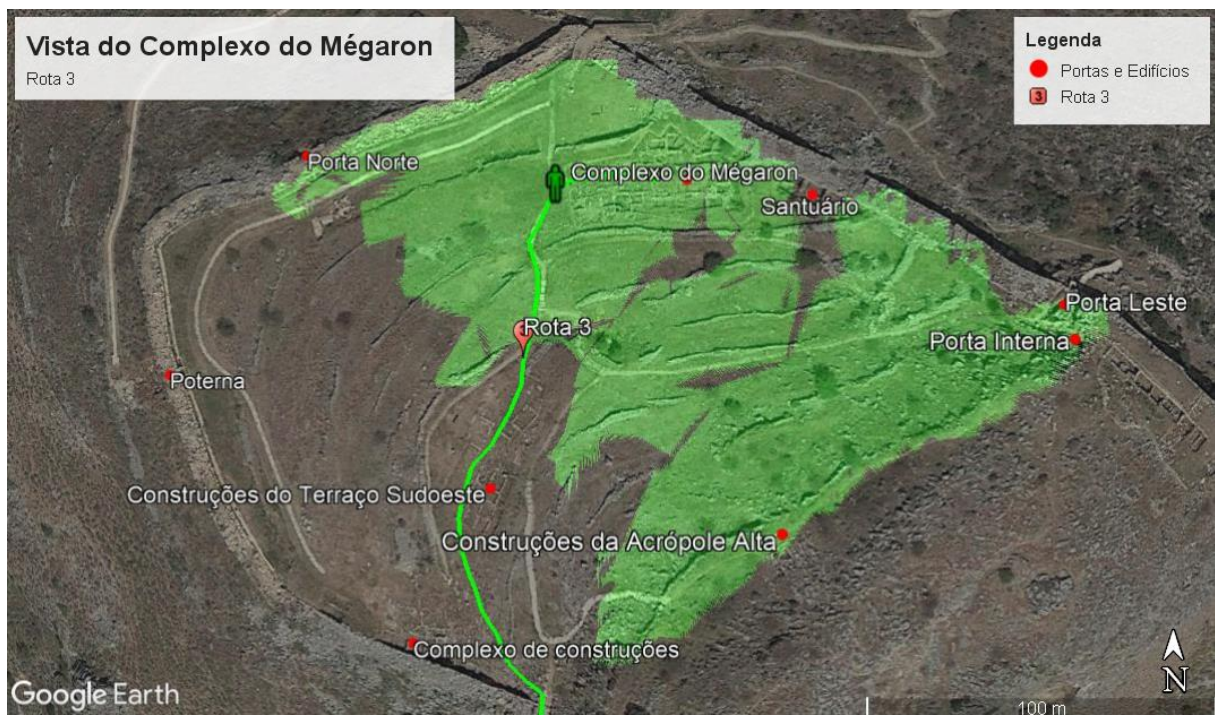 Vista do Complexo do Mégaron
Rota 3
Legenda
Portas e Edifícios
3 Rota 3
Porta Norte
Complexo do Mégaron
Santuário
Porta Leste
Rota 3
Porta Interna
Poterna
Construções do Terraço Sudoeste
Construções da Acrópole Alta
Complexo de construções
N
Google Earth
100 m